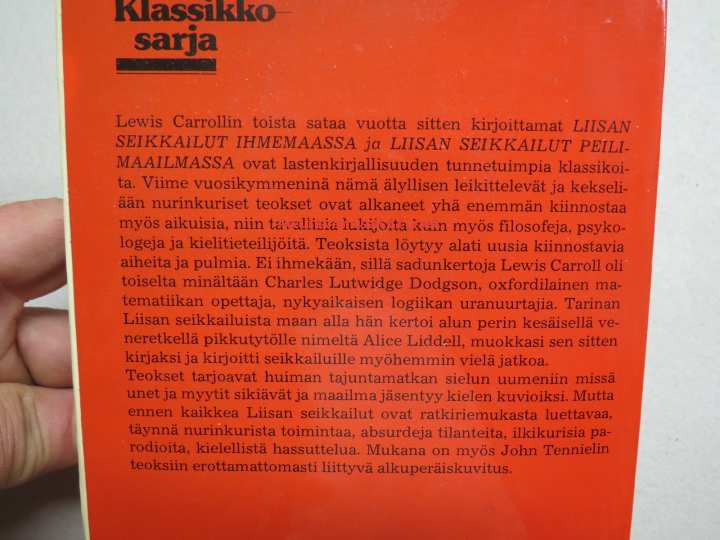 Klassikko-
sarja
Lewis Carrollin toista sataa vuotta sitten kirjoittamat LIISAN
SEIKKAILUT IHMEMAASSA ja LIISAN SEIKKAILUT PEILI-
MAAILMASSA ovat lastenkirjallisuuden tunnetuimpia klassikoi-
ta. Viime vuosikymmeninä nämä älyllisen leikittelevät ja kekseli-
ään nurinkuriset teokset ovat alkaneet yhä enemmän kiinnostaa
myös aikuisia, niin tavallisia lukijoita kuin myös filosofeja, psyko-
logeja ja kielitieteilijöitä. Teoksista löytyy alati uusia kiinnostavia
aiheita ja pulmia. Ei ihmekään, sillä sadunkertoja Lewis Carroll oli
toiselta minältään Charles Lutwidge Dodgson, oxfordilainen ma-
tematiikan opettaja, nykyaikaisen logiikan uranuurtajia. Tarinan
Liisan seikkailuista maan alla hän kertoi alun perin kesäisellä ve-
neretkellä pikkutytölle nimeltä Alice Liddell, muokkasi sen sitten
kirjaksi ja kirjoitti seikkailuille myöhemmin vielä jatkoa.
Teokset tarjoavat huiman tajuntamatkan sielun uumeniin missä
unet ja myytit sikiävät ja maailma jäsentyy kielen kuvioiksi. Mutta
ennen kaikkea Liisan seikkailut ovat ratkiriemukasta luettavaa,
täynnä nurinkurista toimintaa, absurdeja tilanteita, ilkikurisia pa-
rodioita, kielellistä hassuttelua. Mukana on myös John Tennielin
teoksiin erottamattomasti liittyvä alkuperäiskuvitus.